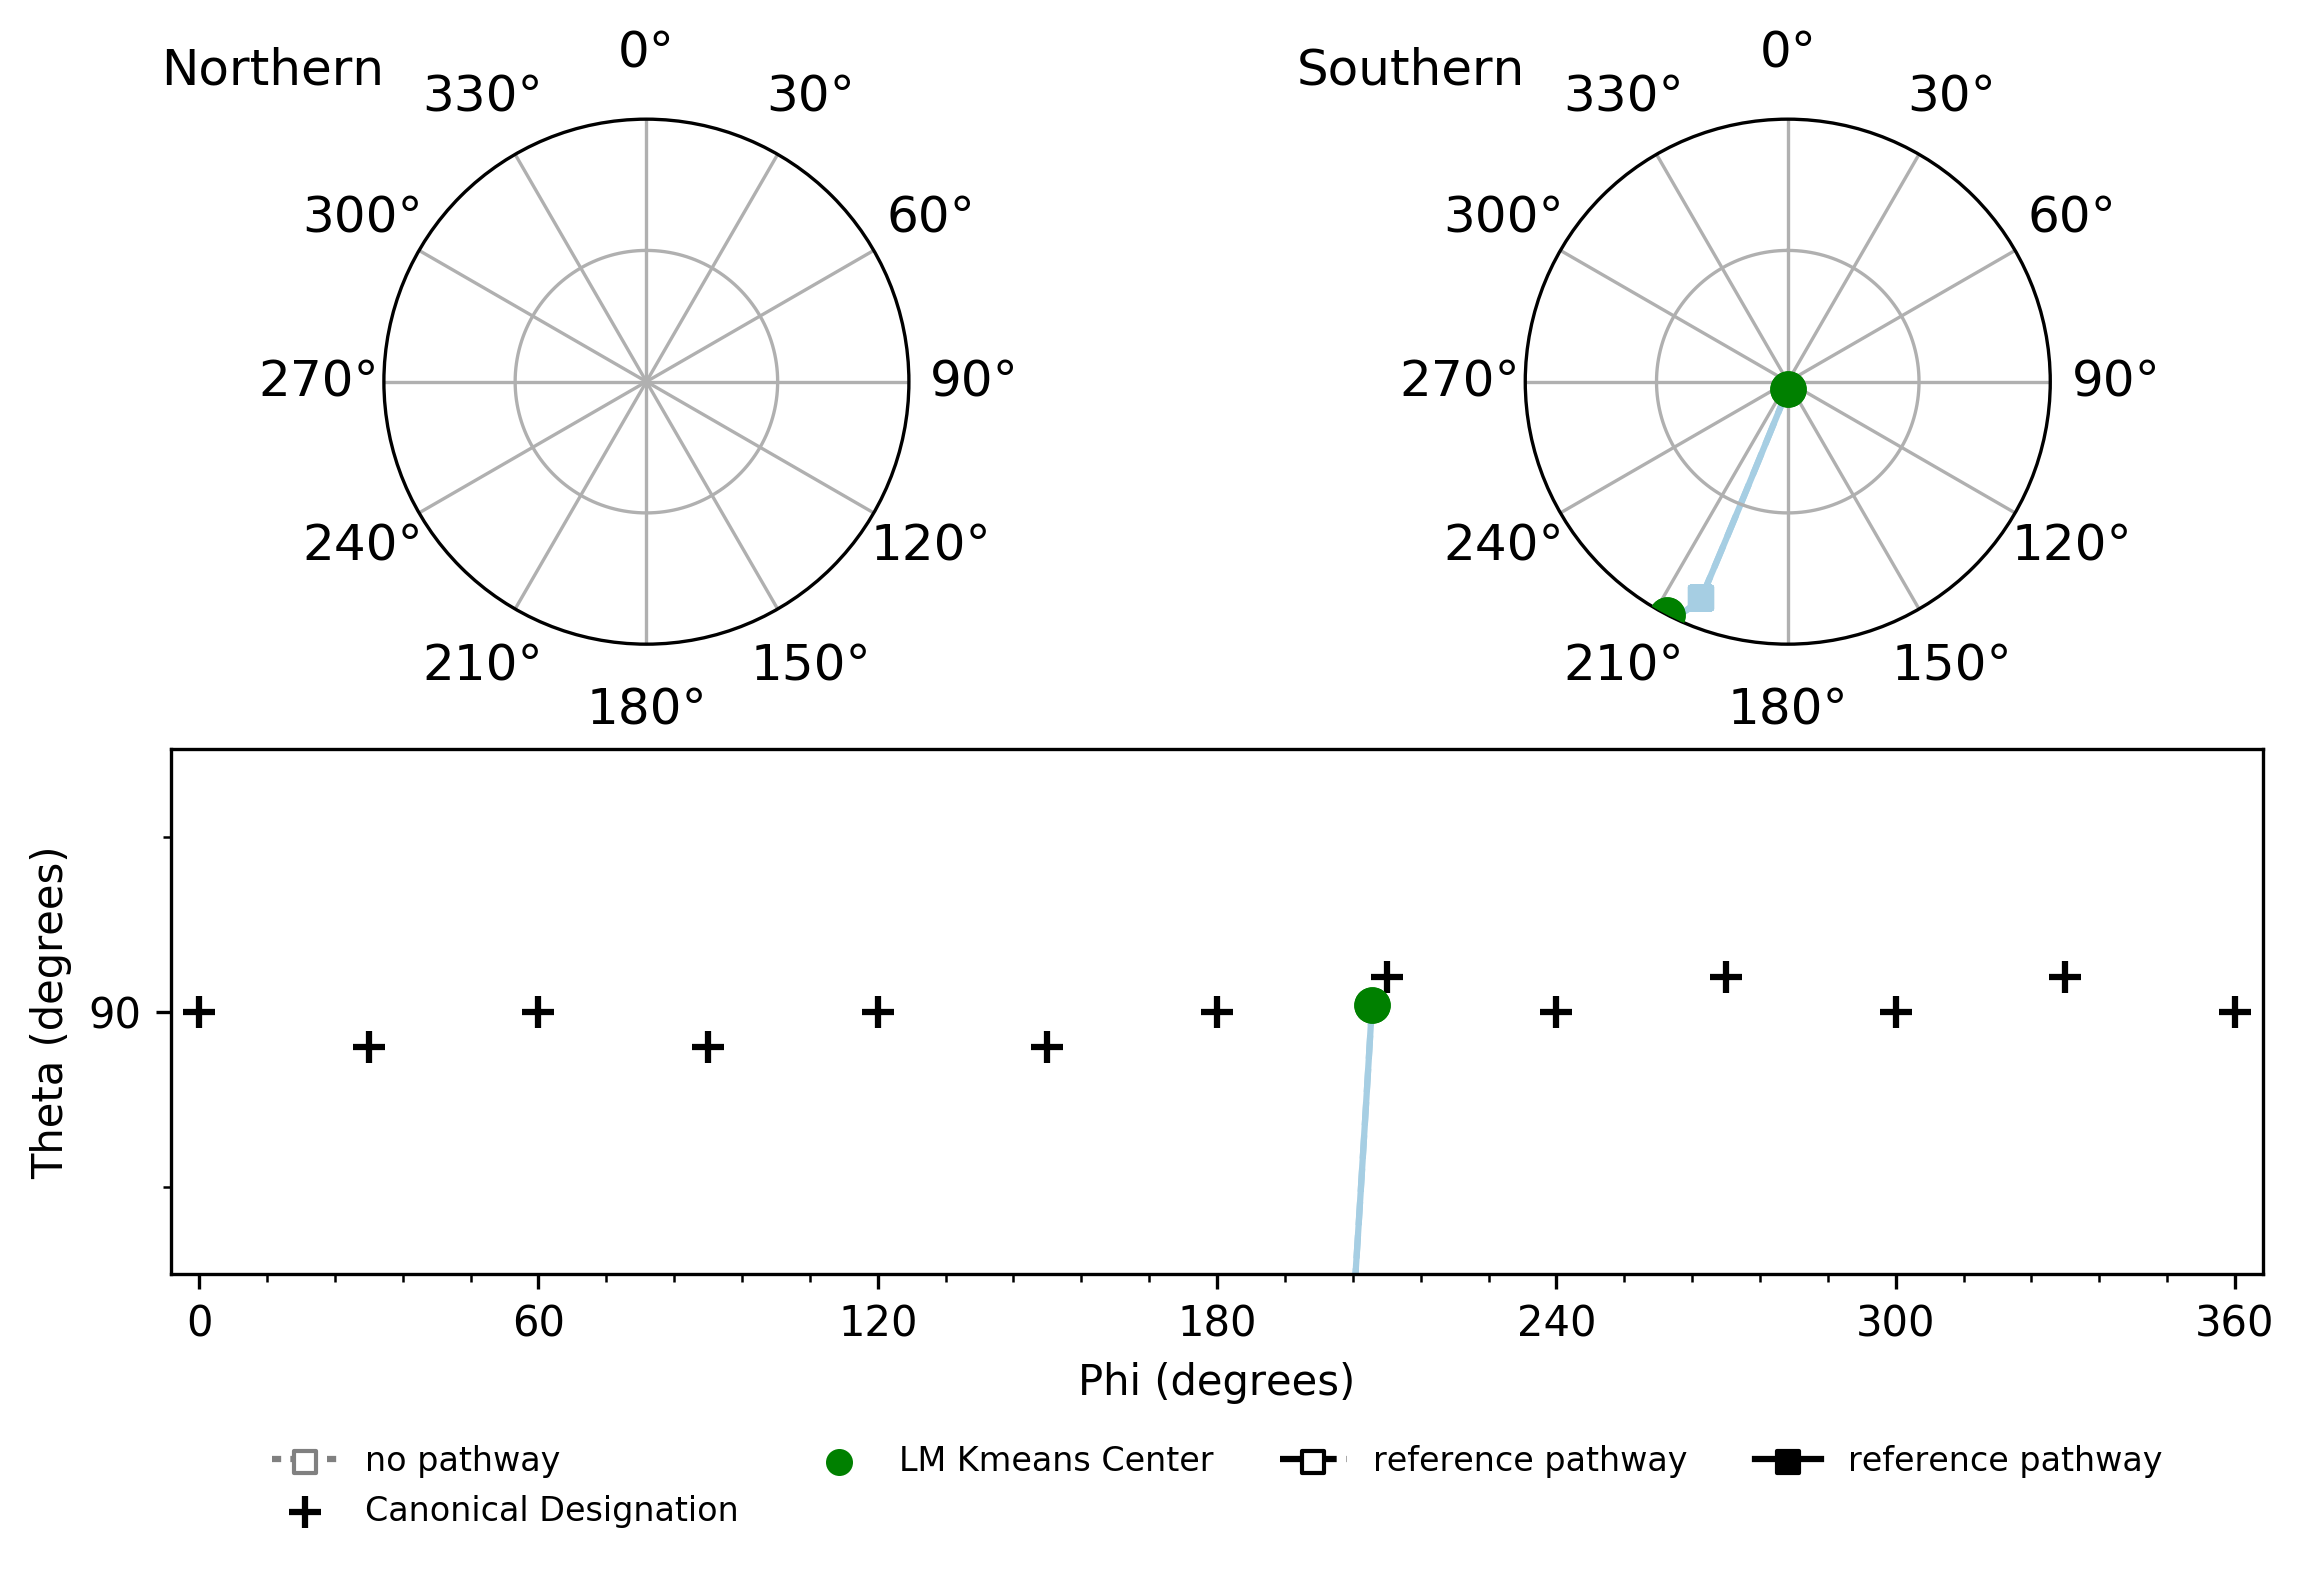 Northern
0°
30°
60°
90°
120°
150°
180°
210°
240°
270°
300°
330°
Southern
0°
30°
60°
90°
120°
150°
180°
210°
240°
270°
300°
330°
Theta (degrees)
90
0 60 120 180 240 300 360
Phi (degrees)
no pathway
Canonical Designation
LM Kmeans Center
reference pathway
reference pathway